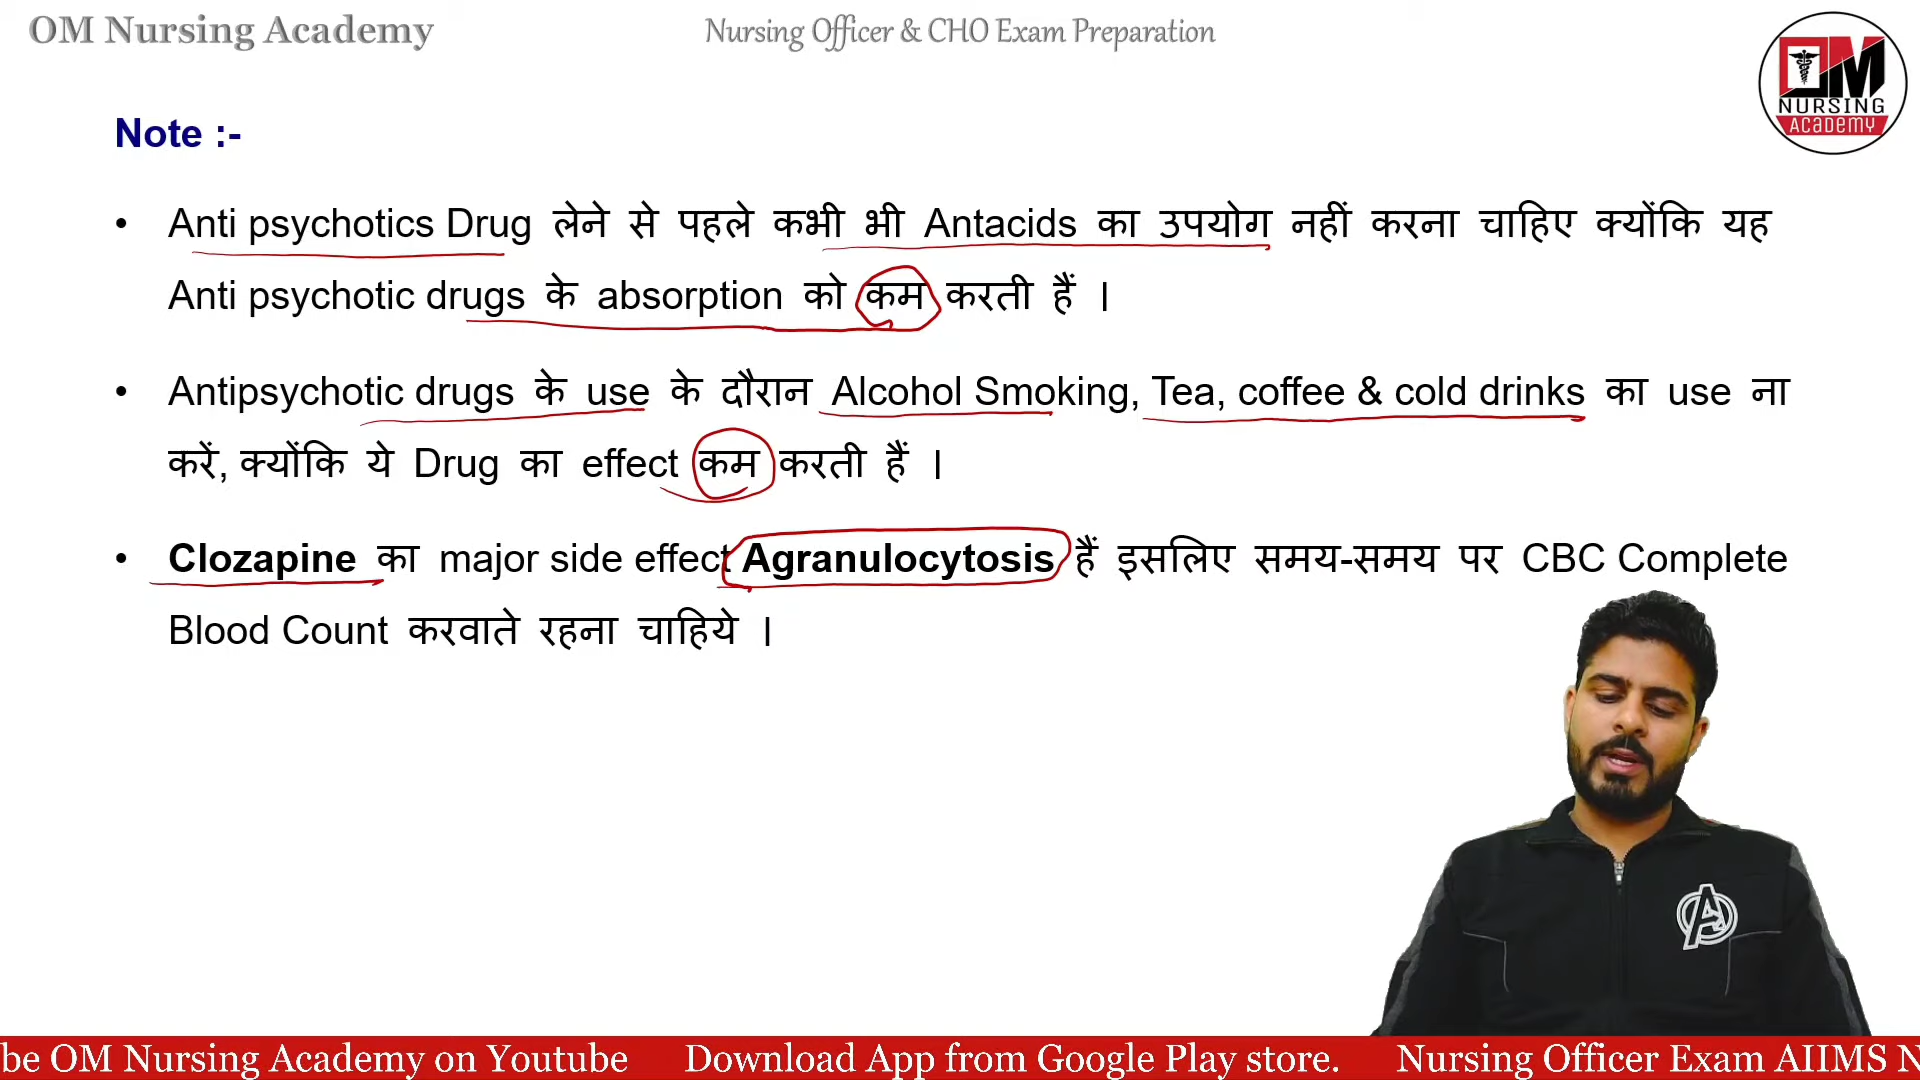 OM Nursing Academy
Nursing Officer & CHO Exam Preparation
OM
NURSING
ACADEMY
Note :-
• Anti psychotics Drug लेने से पहले कभी भी Antacids का उपयोग नहीं करना चाहिए क्योंकि यह
Anti psychotic drugs के absorption को कम करती हैं ।
• Antipsychotic drugs के use के दौरान Alcohol Smoking, Tea, coffee & cold drinks का use ना
करें, क्योंकि ये Drug का effect कम करती हैं ।
• Clozapine का major side effect Agranulocytosis हैं इसलिए समय-समय पर CBC Complete
Blood Count करवाते रहना चाहिये ।
be OM Nursing Academy on Youtube Download App from Google Play store. Nursing Officer Exam AIIMS N